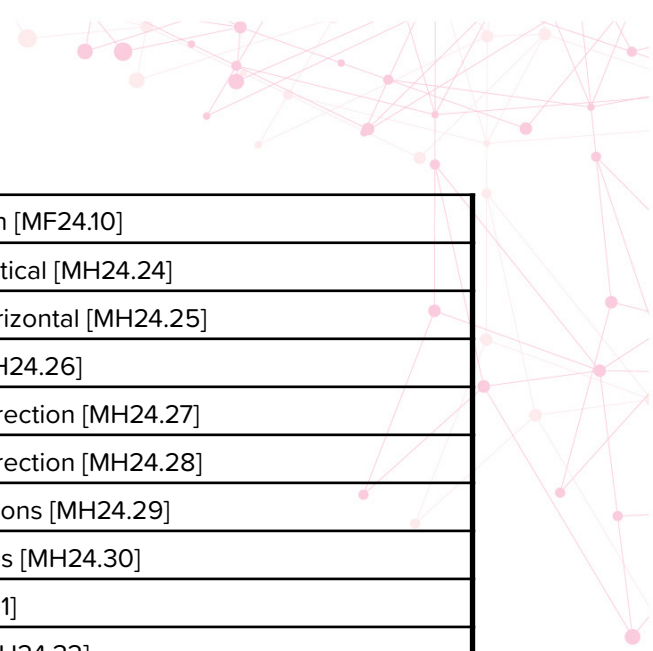 n [MF24.10]
tical [MH24.24]
rizontal [MH24.25]
H24.26]
rection [MH24.27]
rection [MH24.28]
ons [MH24.29]
s [MH24.30]
1]